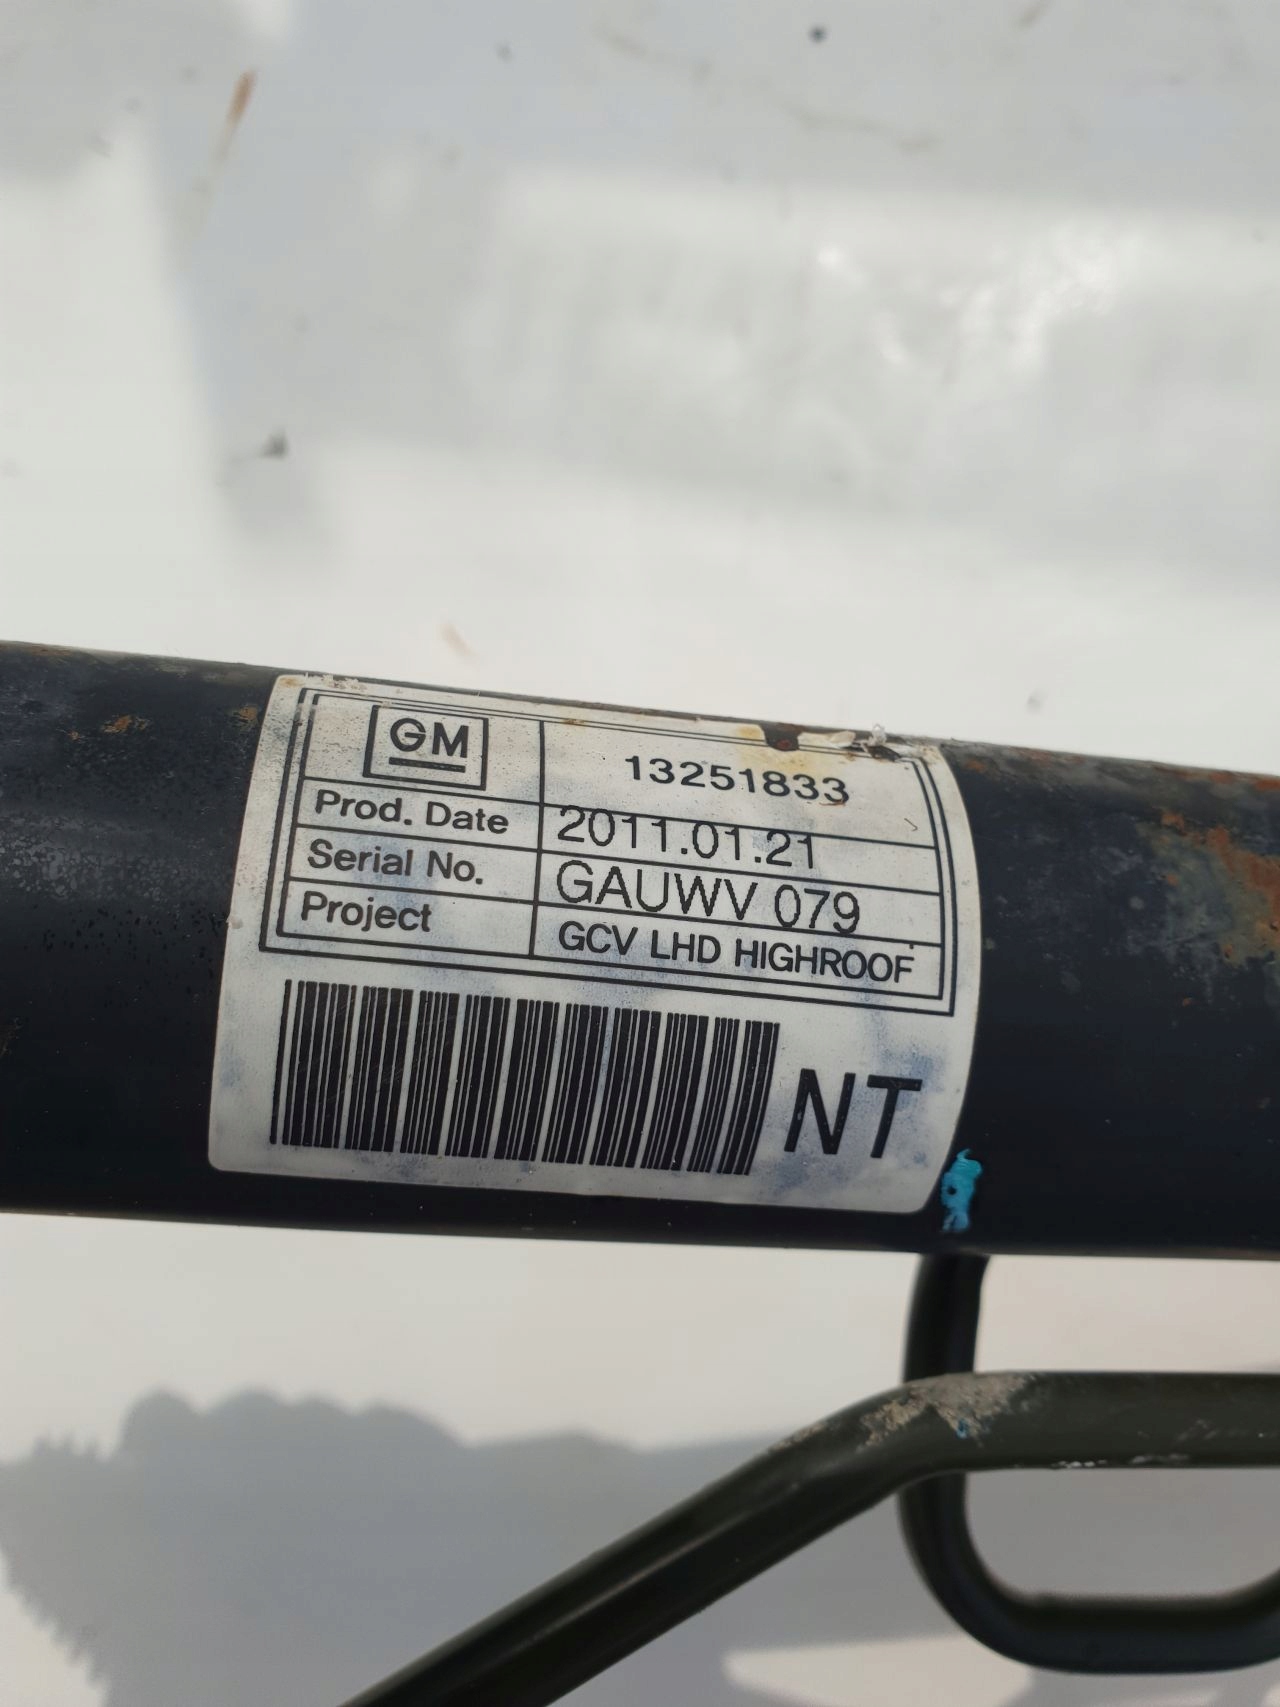 GM 13251833
Prod. Date 2011.01.21
Serial No. GAUWV 079
Project GCV LHD HIGHROOF
NT